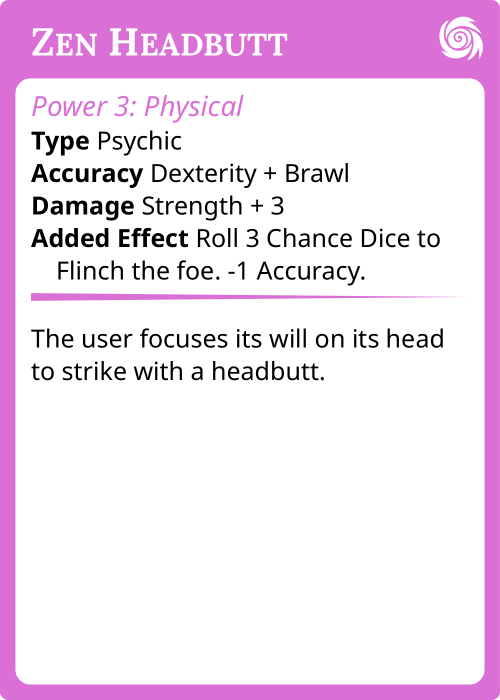 Zen Headbutt
Power 3: Physical
Type Psychic
Accuracy Dexterity + Brawl
Damage Strength + 3
Added Effect Roll 3 Chance Dice to
Flinch the foe. -1 Accuracy.
The user focuses its will on its head
to strike with a headbutt.